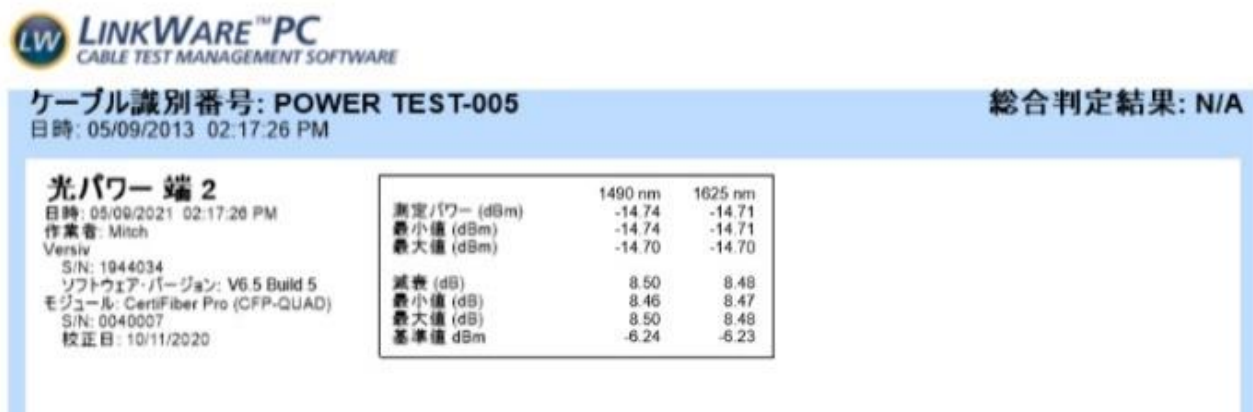 LW LINKWARE™PC
CABLE TEST MANAGEMENT SOFTWARE
ケーブル識別番号: POWER TEST-005
総合判定結果: N/A
日時: 05/09/2013 02:17:26 PM
光パワー 端 2
日時: 05/09/2021 02:17:26 PM
作業者: Mitch
Versiv
S/N: 1944034
ソフトウェア・バージョン: V6.5 Build 5
モジュール: CertiFiber Pro (CFP-QUAD)
S/N: 0040007
校正日: 10/11/2020
1490 nm 1625 nm
測定パワー (dBm) -14.74 -14.71
最小値 (dBm) -14.74 -14.71
最大値 (dBm) -14.70 -14.70
減衰 (dB) 8.50 8.48
最小値 (dB) 8.46 8.47
最大値 (dB) 8.50 8.48
基準値 dBm -6.24 -6.23